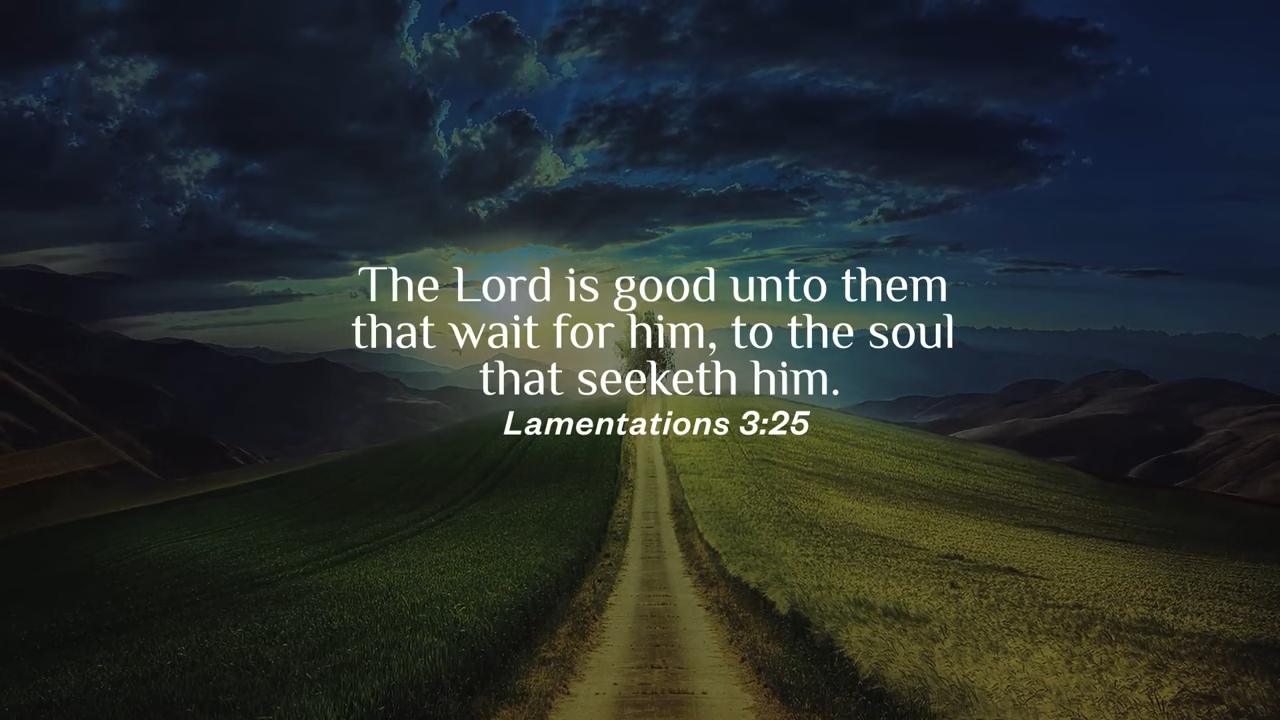 The Lord is good unto them
that wait for him, to the soul
that seeketh him.
Lamentations 3:25